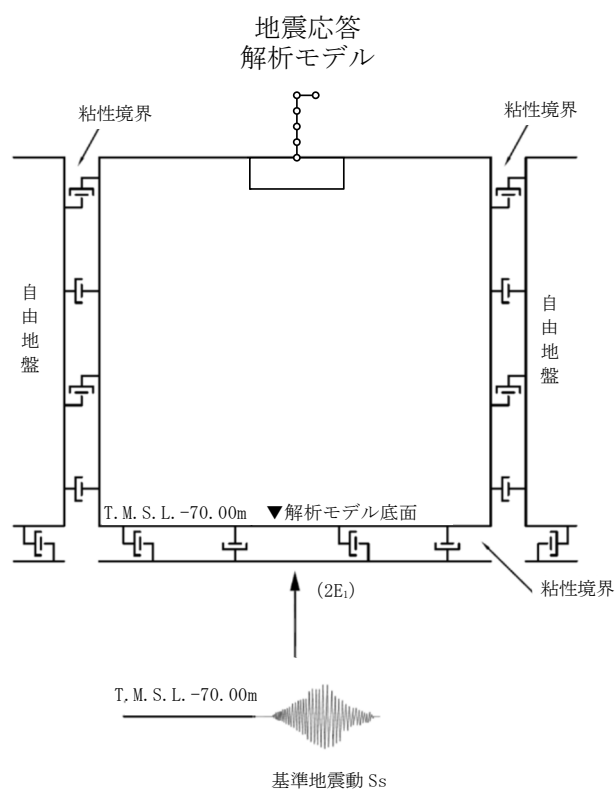 地震応答
解析モデル
粘性境界
粘性境界
自由地盤
自由地盤
T.M.S.L.-70.00m ▼解析モデル底面
(2E₁)
粘性境界
T.M.S.L.-70.00m
基準地震動 Ss